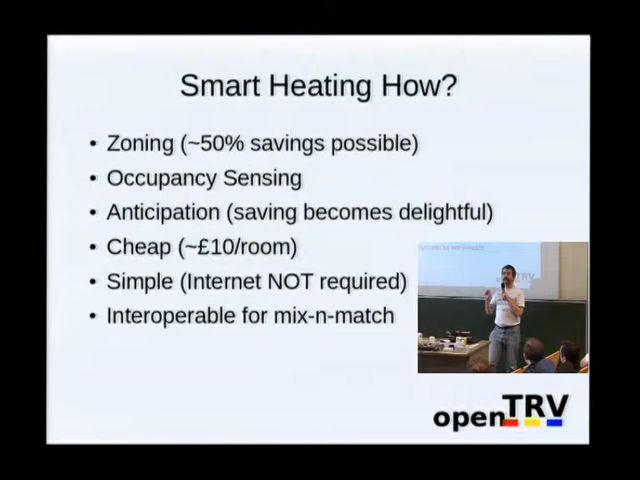 Smart Heating How?
• Zoning (~50% savings possible)
• Occupancy Sensing
• Anticipation (saving becomes delightful)
• Cheap (~£10/room)
• Simple (Internet NOT required)
• Interoperable for mix-n-match
TRV
openTRV